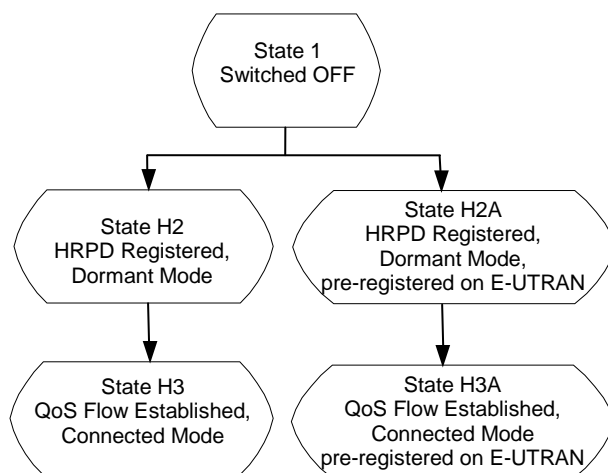 State 1
Switched OFF
State H2
HRPD Registered,
Dormant Mode
State H2A
HRPD Registered,
Dormant Mode,
pre-registered on E-UTRAN
State H3
QoS Flow Established,
Connected Mode
State H3A
QoS Flow Established,
Connected Mode
pre-registered on E-UTRAN